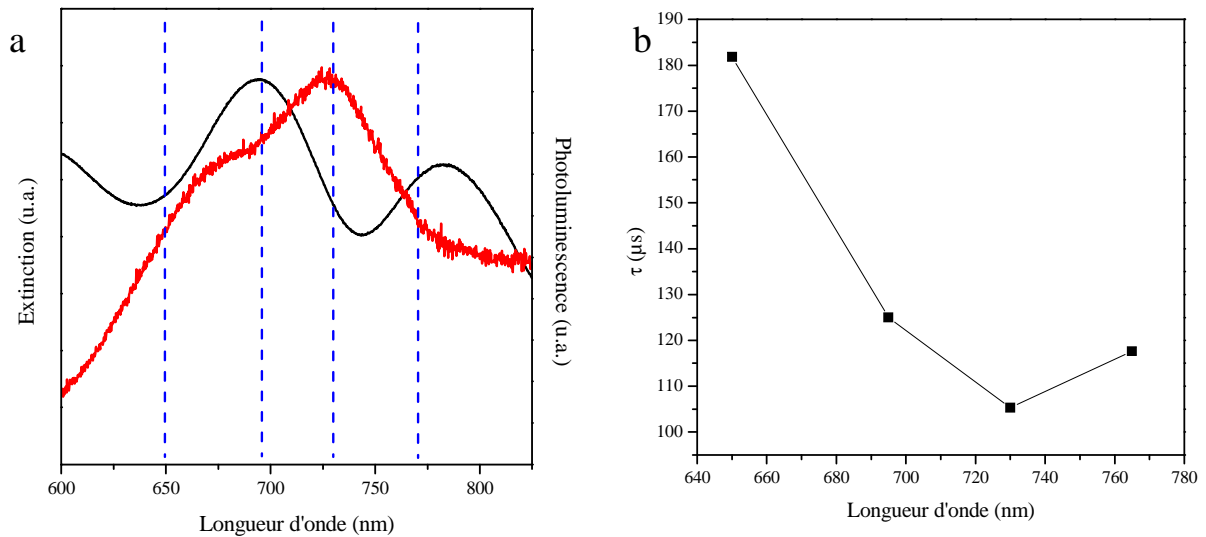 a
Extinction (u.a.)
Photoluminescence (u.a.)
600 650 700 750 800
Longueur d'onde (nm)
b
τ (µs)
190
180
170
160
150
140
130
120
110
100
640 660 680 700 720 740 760 780
Longueur d'onde (nm)